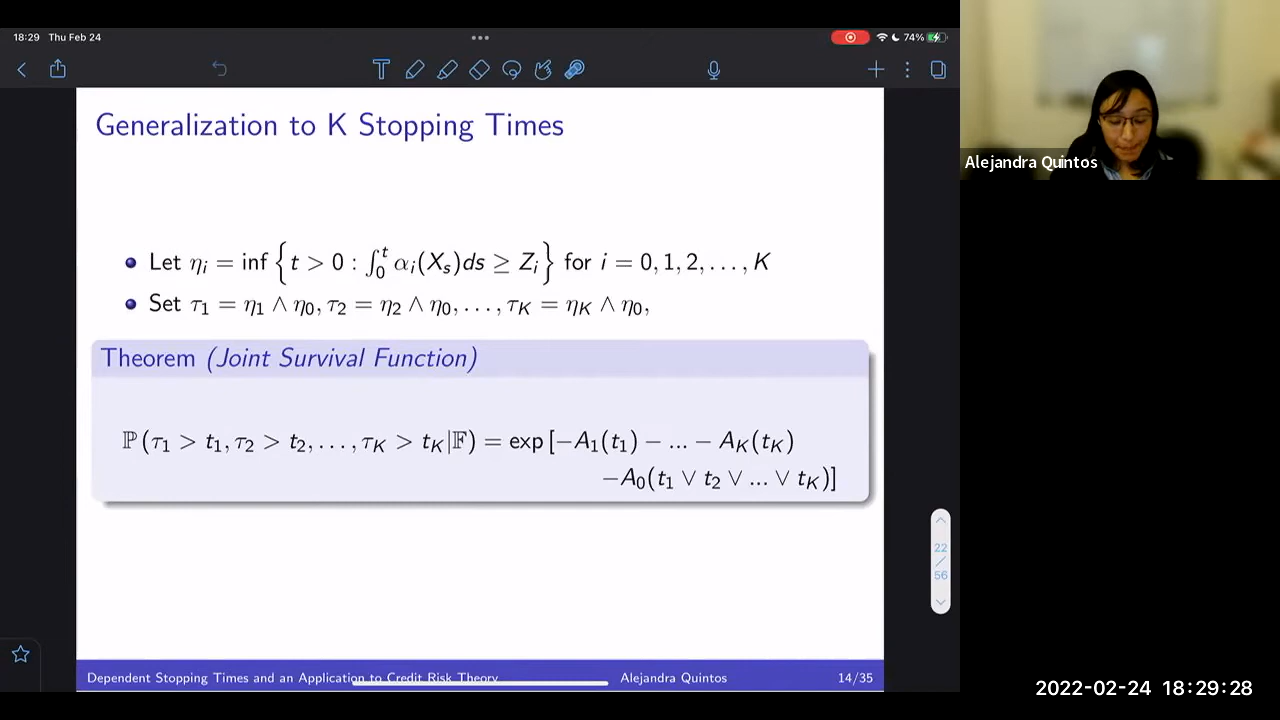 18:29 Thu Feb 24
74%
Generalization to K Stopping Times
Let η_i = inf { t > 0 : ∫_0^t α_i(X_s)ds ≥ Z_i } for i = 0, 1, 2, . . . , K
Set τ_1 = η_1 ∧ η_0, τ_2 = η_2 ∧ η_0, . . . , τ_K = η_K ∧ η_0,
Theorem (Joint Survival Function)
ℙ (τ_1 > t_1, τ_2 > t_2, . . . , τ_K > t_K|𝔽) = exp [−A_1(t_1) − ... − A_K(t_K)
−A_0(t_1 ∨ t_2 ∨ ... ∨ t_K)]
22
/
56
Dependent Stopping Times and an Application to Credit Risk Theory
Alejandra Quintos
14/35
Alejandra Quintos
2022-02-24 18:29:28